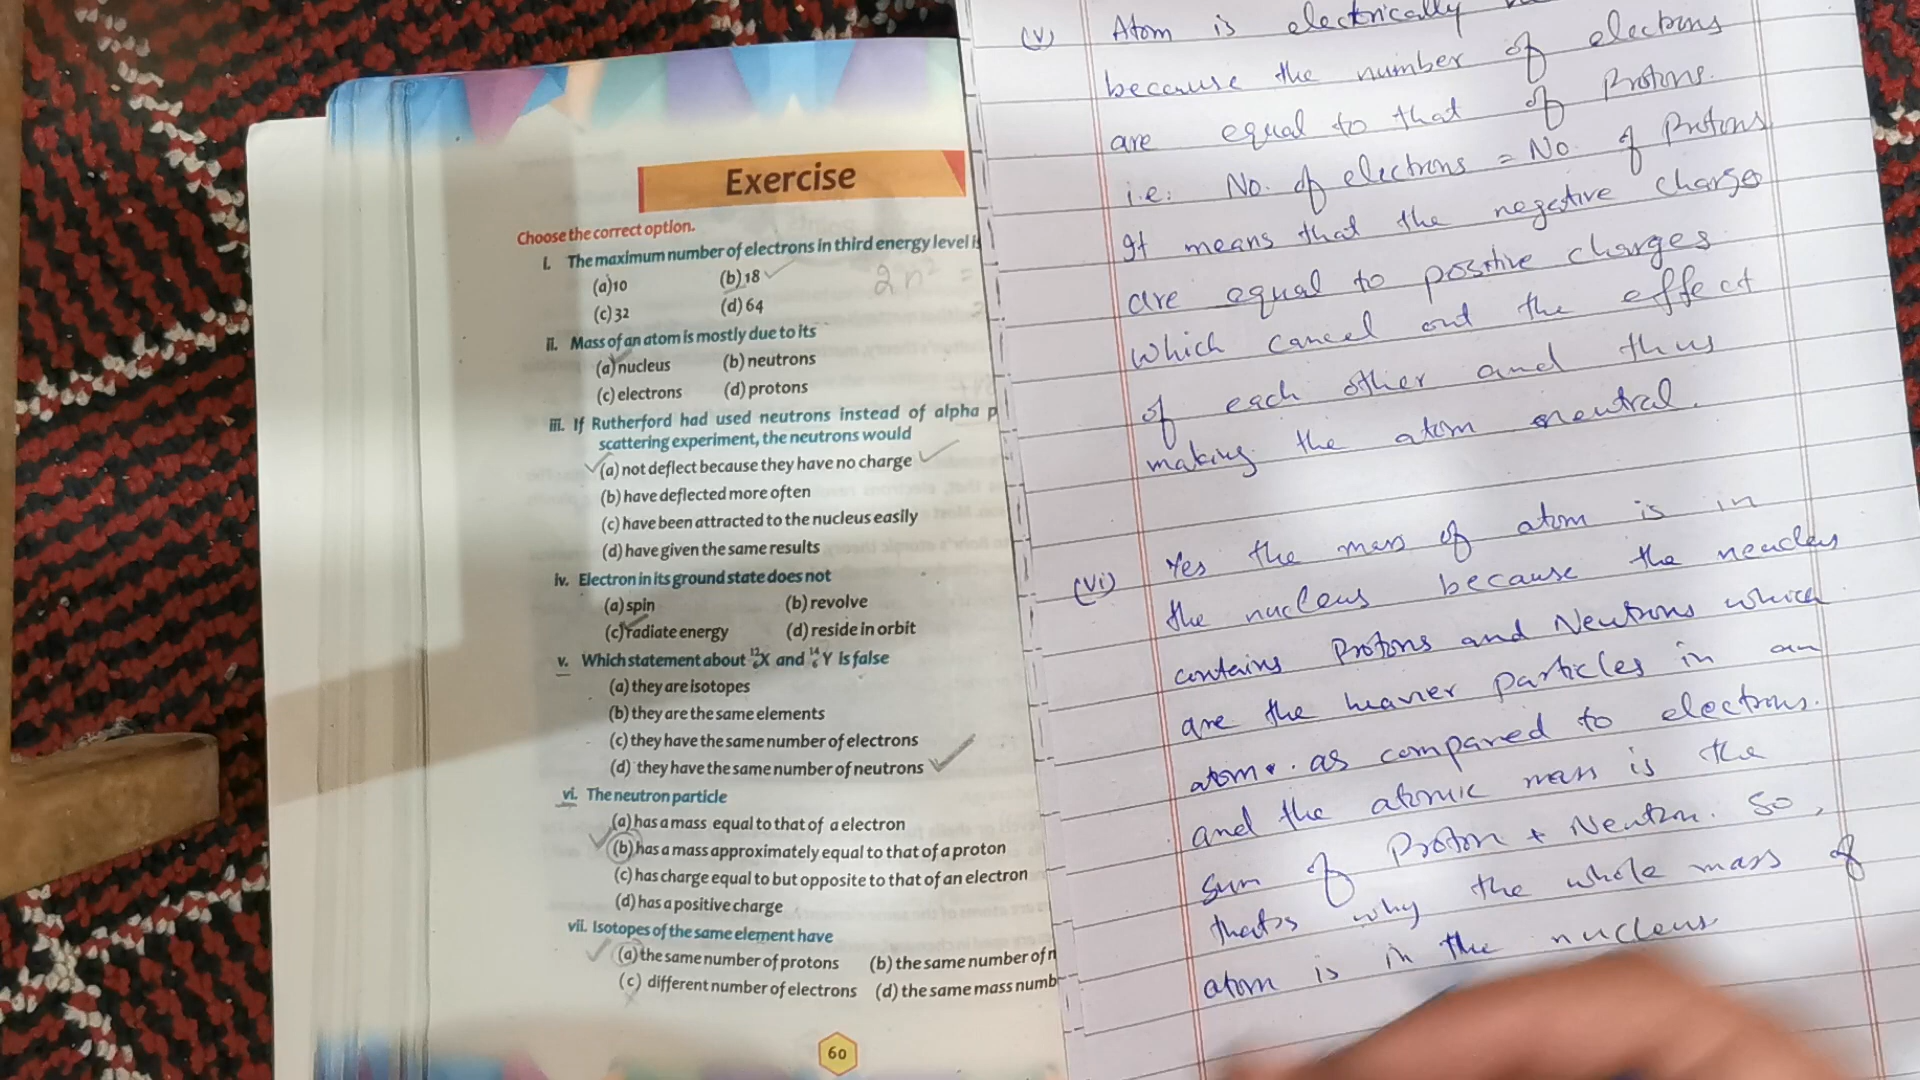 Exercise
Choose the correct option.
i. The maximum number of electrons in third energy level is
(a) 10 (b) 18
2n² =
(c) 32 (d) 64
ii. Mass of an atom is mostly due to its
(a) nucleus (b) neutrons
(c) electrons (d) protons
iii. If Rutherford had used neutrons instead of alpha p
scattering experiment, the neutrons would
(a) not deflect because they have no charge
(b) have deflected more often
(c) have been attracted to the nucleus easily
(d) have given the same results
iv. Electron in its ground state does not
(a) spin (b) revolve
(c) radiate energy (d) reside in orbit
v. Which statement about ¹²₆X and ¹⁴₆Y is false
(a) they are isotopes
(b) they are the same elements
(c) they have the same number of electrons
(d) they have the same number of neutrons
vi. The neutron particle
(a) has a mass equal to that of a electron
(b) has a mass approximately equal to that of a proton
(c) has charge equal to but opposite to that of an electron
(d) has a positive charge
vii. Isotopes of the same element have
(a) the same number of protons (b) the same number of n
(c) different number of electrons (d) the same mass numb
60
(v) Atom is electrically
because the number of electrons
are equal to that of Protons.
i.e: No. of electrons = No. of Protons
It means that the negative charge
are equal to positive charges
which cancel out the effect
of each other and thus
making the atom neutral.
(vi) Yes the mass of atom is in
the nucleus because the
contains Protons and Neutrons which
are the heavier particles in an
atom. as compared to electrons.
and the atomic mass is the
sum of Proton + Neutron. So,
that's why the whole mass of
atom is in the nucleus